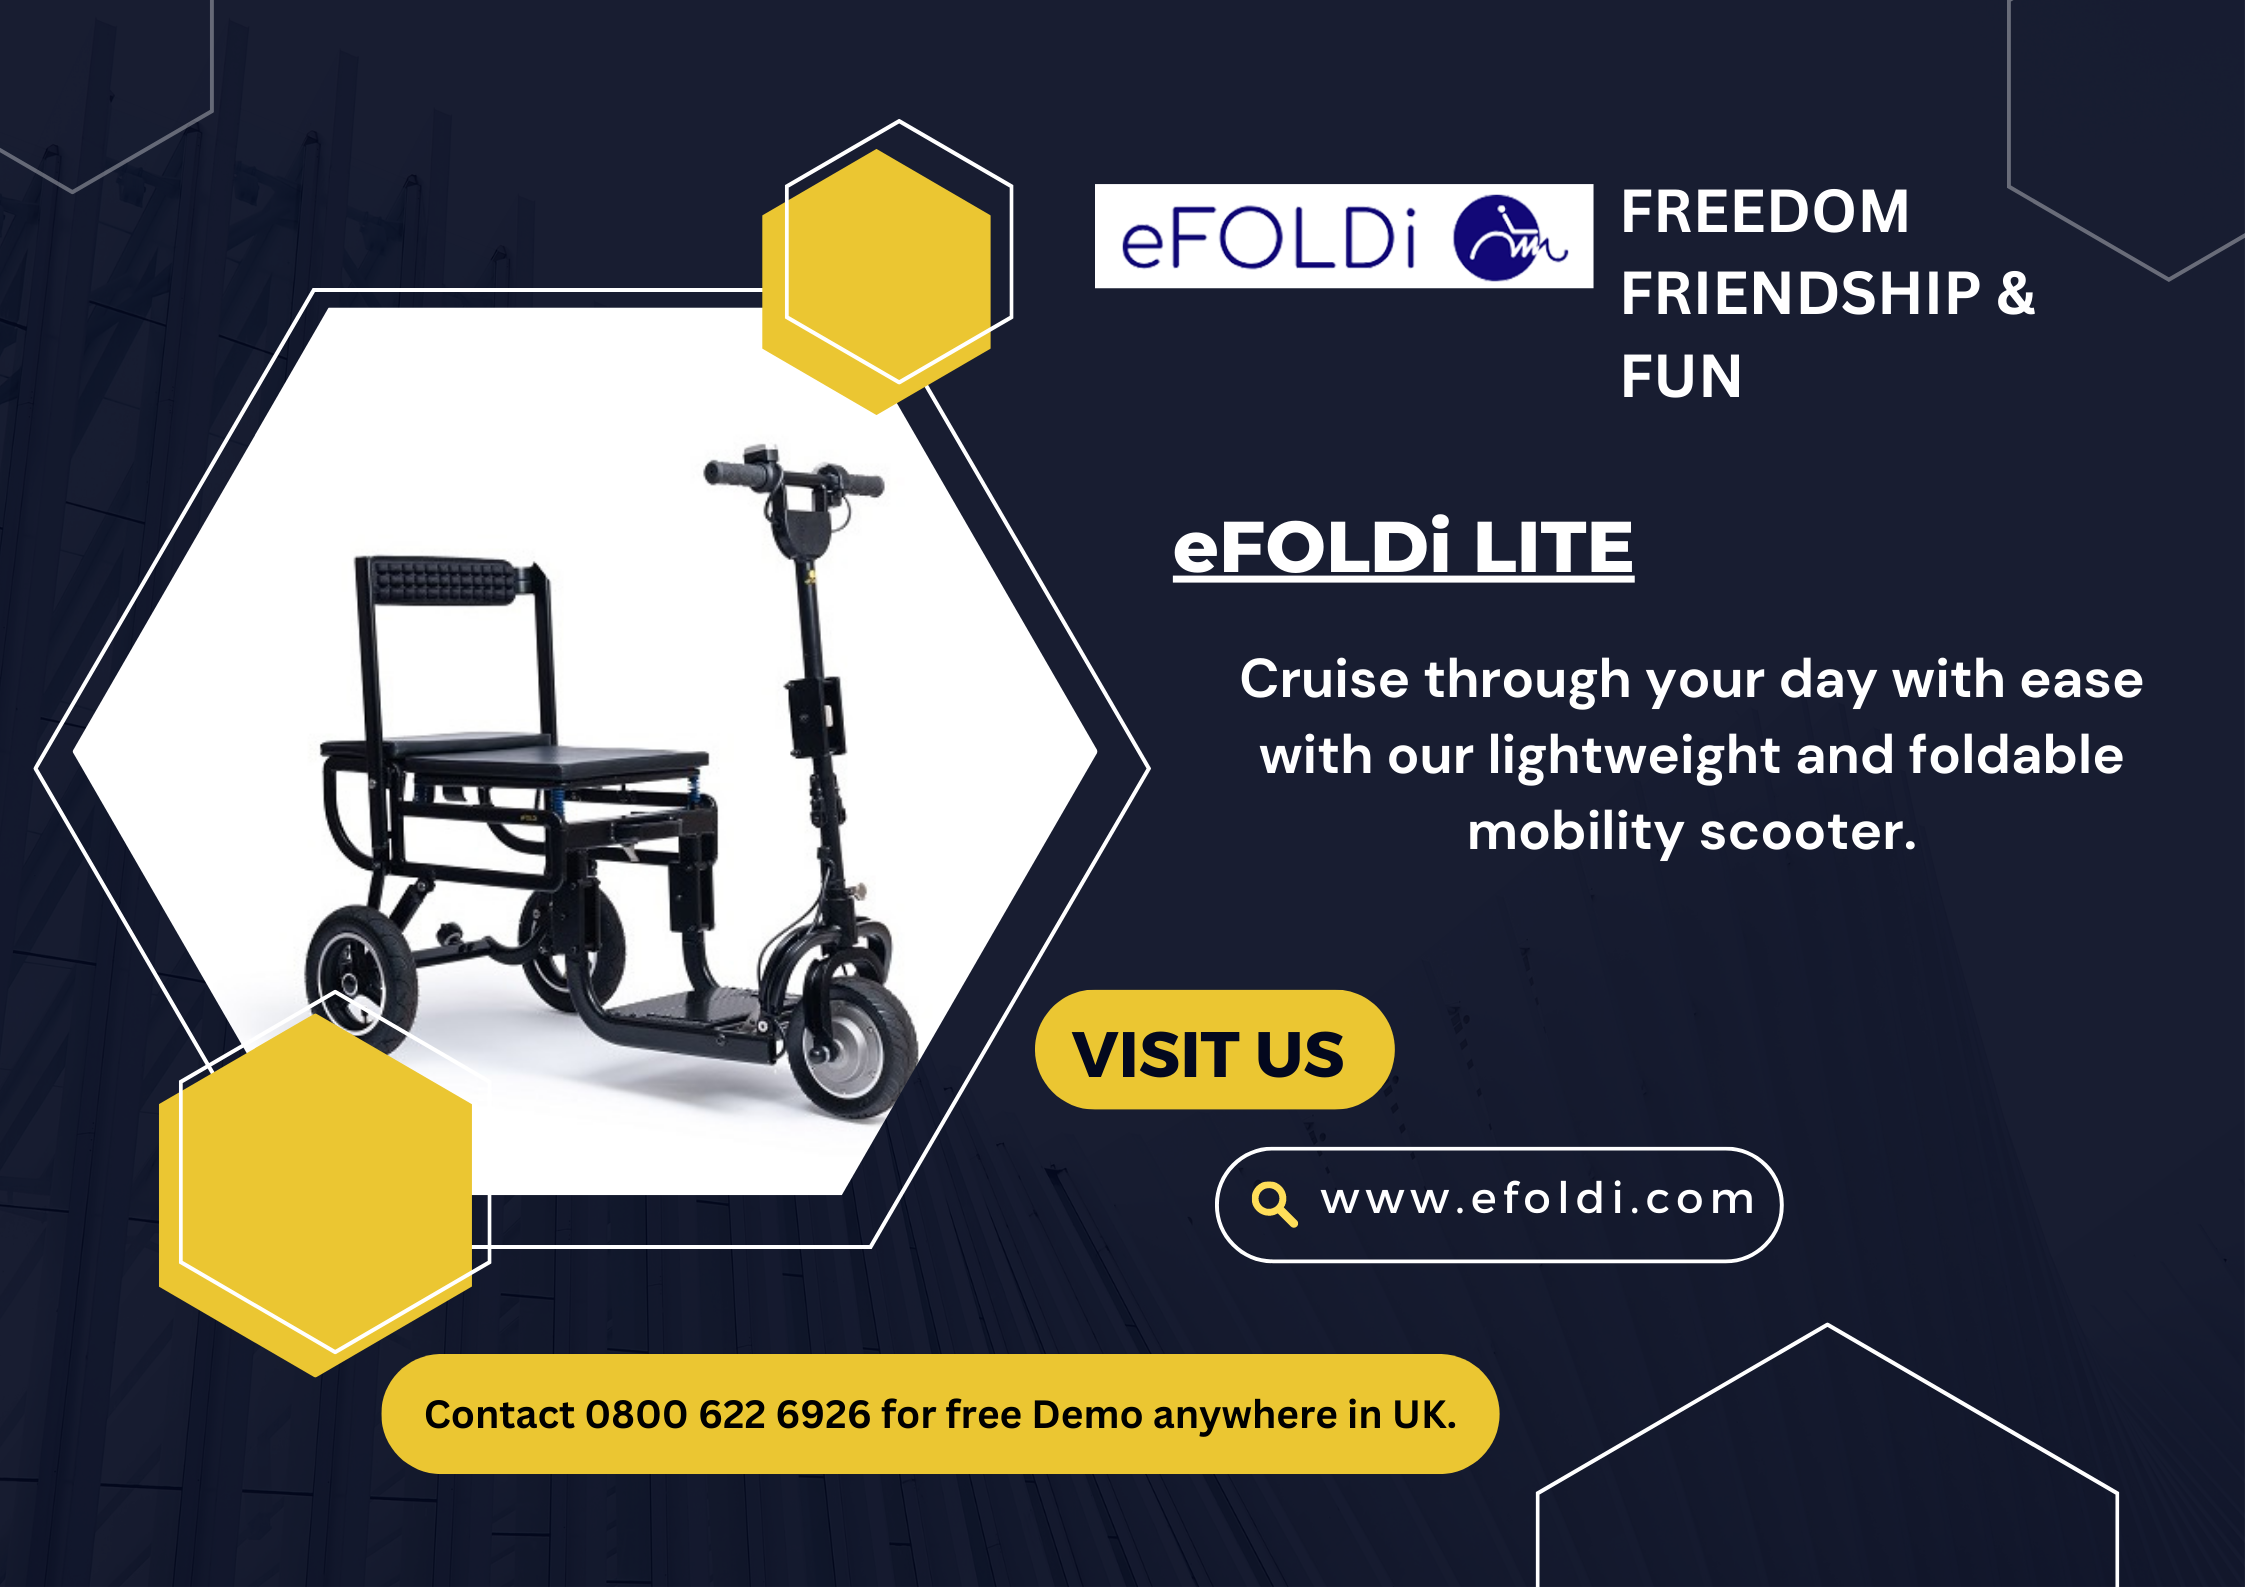 eFOLDi
FREEDOM
FRIENDSHIP &
FUN
eFOLDi LITE
Cruise through your day with ease
with our lightweight and foldable
mobility scooter.
VISIT US
www.efoldi.com
Contact 0800 622 6926 for free Demo anywhere in UK.